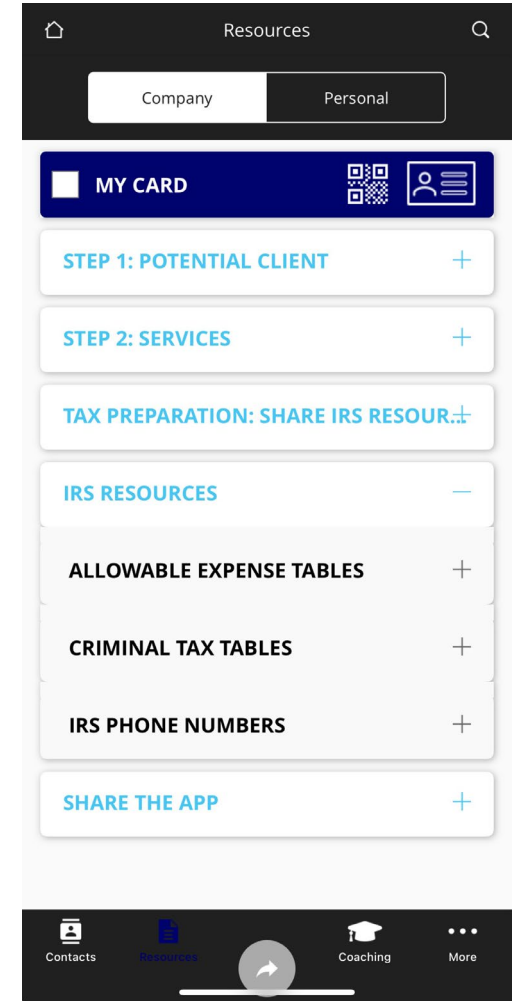 Resources
Company
Personal
MY CARD
STEP 1: POTENTIAL CLIENT
STEP 2: SERVICES
TAX PREPARATION: SHARE IRS RESOUR...
IRS RESOURCES
ALLOWABLE EXPENSE TABLES
CRIMINAL TAX TABLES
IRS PHONE NUMBERS
SHARE THE APP
Contacts
Resources
Coaching
More